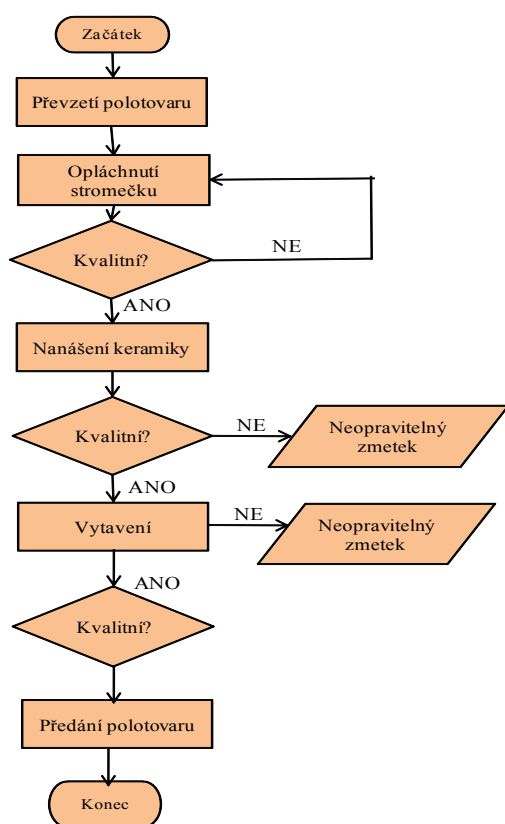 Začátek
Převzetí polotovaru
Opláchnutí
stromečku
Kvalitní?
NE
ANO
Nanášení keramiky
Kvalitní?
NE
Neopravitelný
zmetek
ANO
Vytavení
NE
Neopravitelný
zmetek
ANO
Kvalitní?
Předání polotovaru
Konec